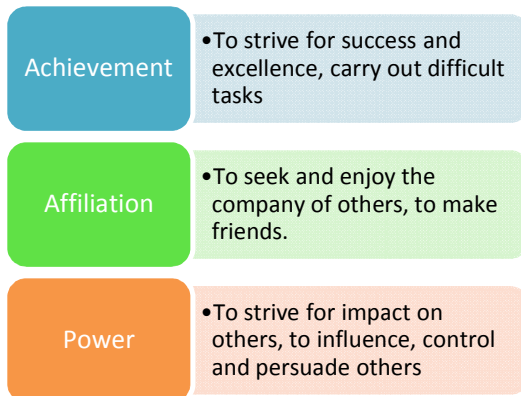 Achievement
•To strive for success and
excellence, carry out difficult
tasks
Affiliation
•To seek and enjoy the
company of others, to make
friends.
Power
•To strive for impact on
others, to influence, control
and persuade others